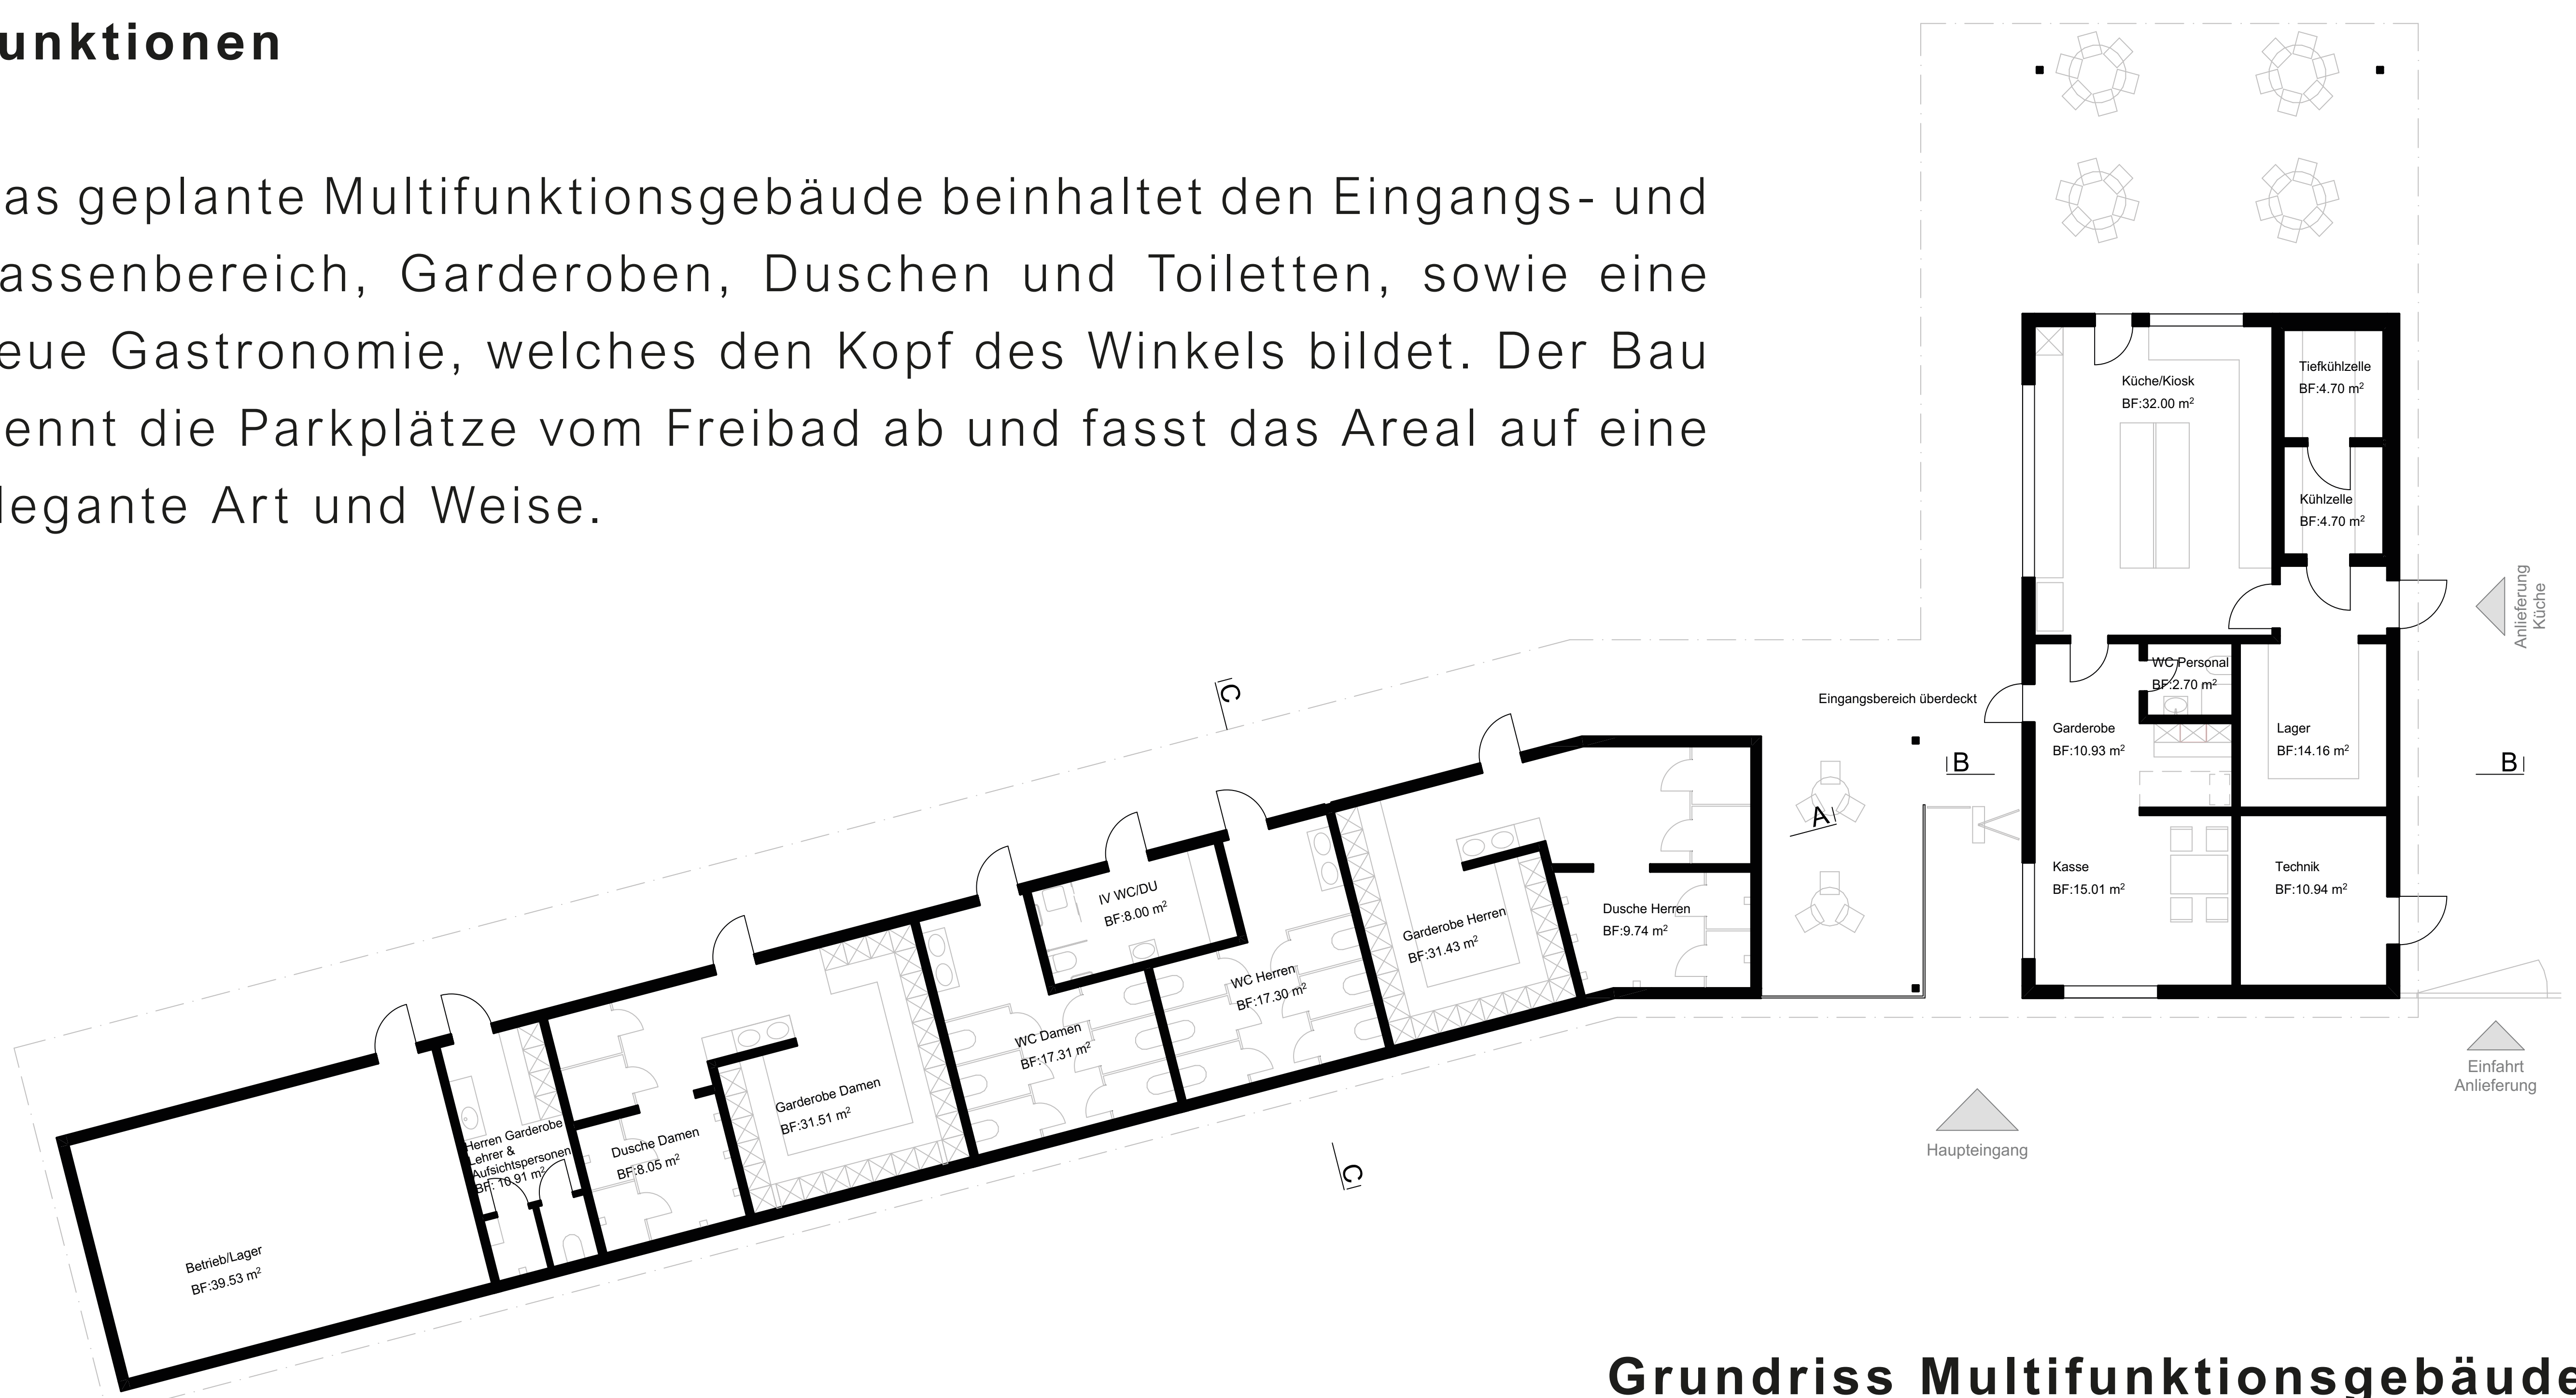 unktionen
as geplante Multifunktionsgebäude beinhaltet den Eingangs- und
assenbereich, Garderoben, Duschen und Toiletten, sowie eine
eue Gastronomie, welches den Kopf des Winkels bildet. Der Bau
ennt die Parkplätze vom Freibad ab und fasst das Areal auf eine
legante Art und Weise.
Küche/Kiosk
BF:32.00 m²
Tiefkühlzelle
BF:4.70 m²
Kühlzelle
BF:4.70 m²
Anlieferung
Küche
WC Personal
BF:2.70 m²
Eingangsbereich überdeckt
Garderobe
BF:10.93 m²
Lager
BF:14.16 m²
B
B
C
A
Kasse
BF:15.01 m²
Technik
BF:10.94 m²
IV WC/DU
BF:8.00 m²
Garderobe Herren
BF:31.43 m²
Dusche Herren
BF:9.74 m²
WC Herren
BF:17.30 m²
WC Damen
BF:17.31 m²
Garderobe Damen
BF:31.51 m²
Dusche Damen
BF:8.05 m²
Herren Garderobe
Lehrer &
Aufsichtspersonen
BF: 10.91 m²
Betrieb/Lager
BF:39.53 m²
C
Einfahrt
Anlieferung
Haupteingang
Grundriss Multifunktionsgebäude